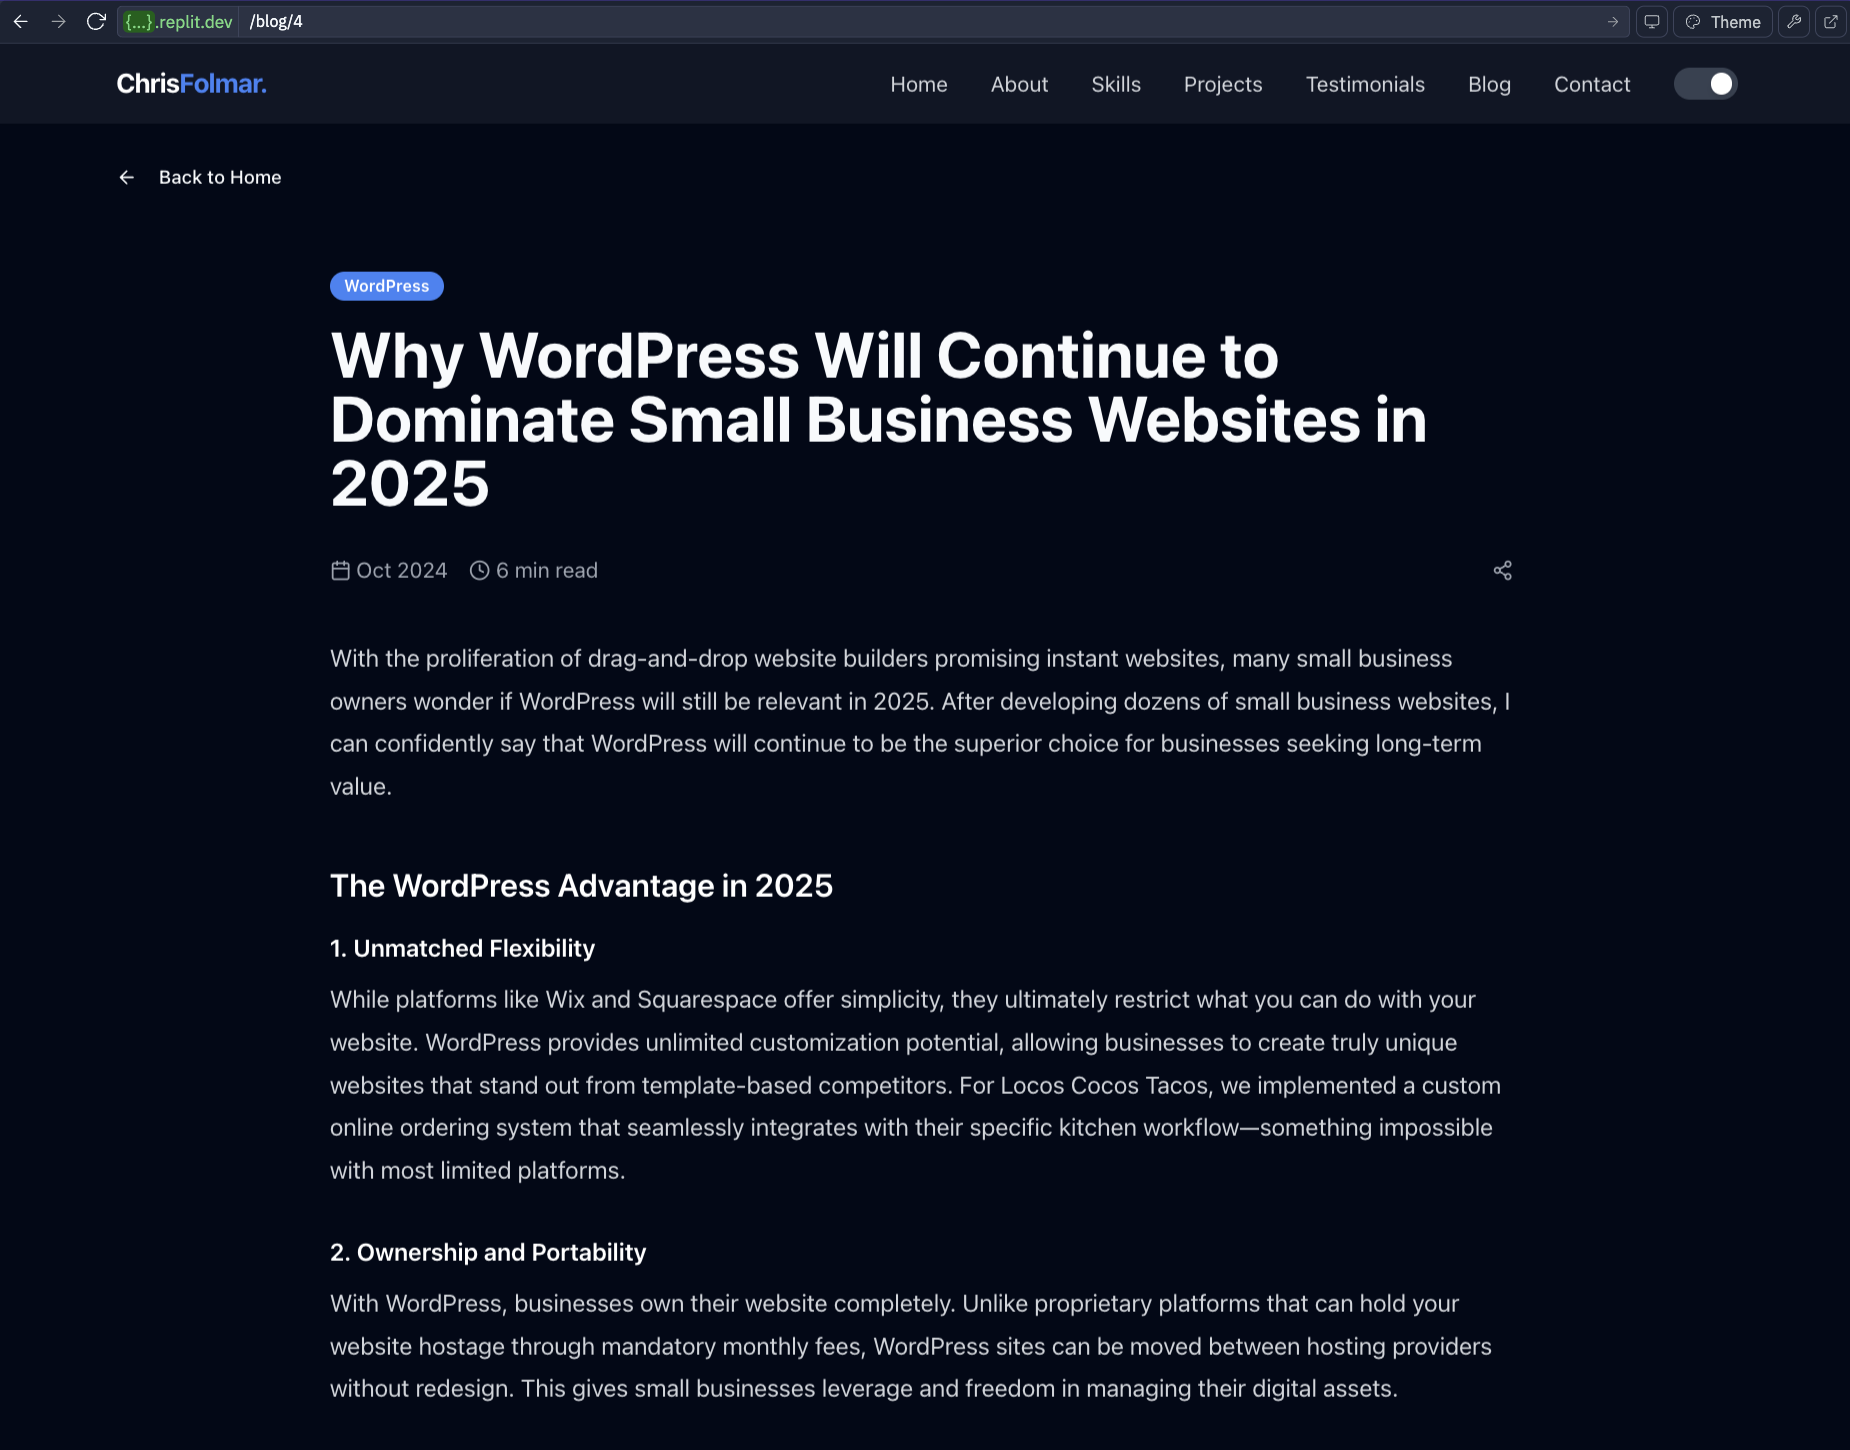 {...}.replit.dev /blog/4
Theme
ChrisFolmar.
Home About Skills Projects Testimonials Blog Contact
Back to Home
WordPress
Why WordPress Will Continue to
Dominate Small Business Websites in
2025
Oct 2024 6 min read
With the proliferation of drag-and-drop website builders promising instant websites, many small business
owners wonder if WordPress will still be relevant in 2025. After developing dozens of small business websites, I
can confidently say that WordPress will continue to be the superior choice for businesses seeking long-term
value.
The WordPress Advantage in 2025
1. Unmatched Flexibility
While platforms like Wix and Squarespace offer simplicity, they ultimately restrict what you can do with your
website. WordPress provides unlimited customization potential, allowing businesses to create truly unique
websites that stand out from template-based competitors. For Locos Cocos Tacos, we implemented a custom
online ordering system that seamlessly integrates with their specific kitchen workflow—something impossible
with most limited platforms.
2. Ownership and Portability
With WordPress, businesses own their website completely. Unlike proprietary platforms that can hold your
website hostage through mandatory monthly fees, WordPress sites can be moved between hosting providers
without redesign. This gives small businesses leverage and freedom in managing their digital assets.